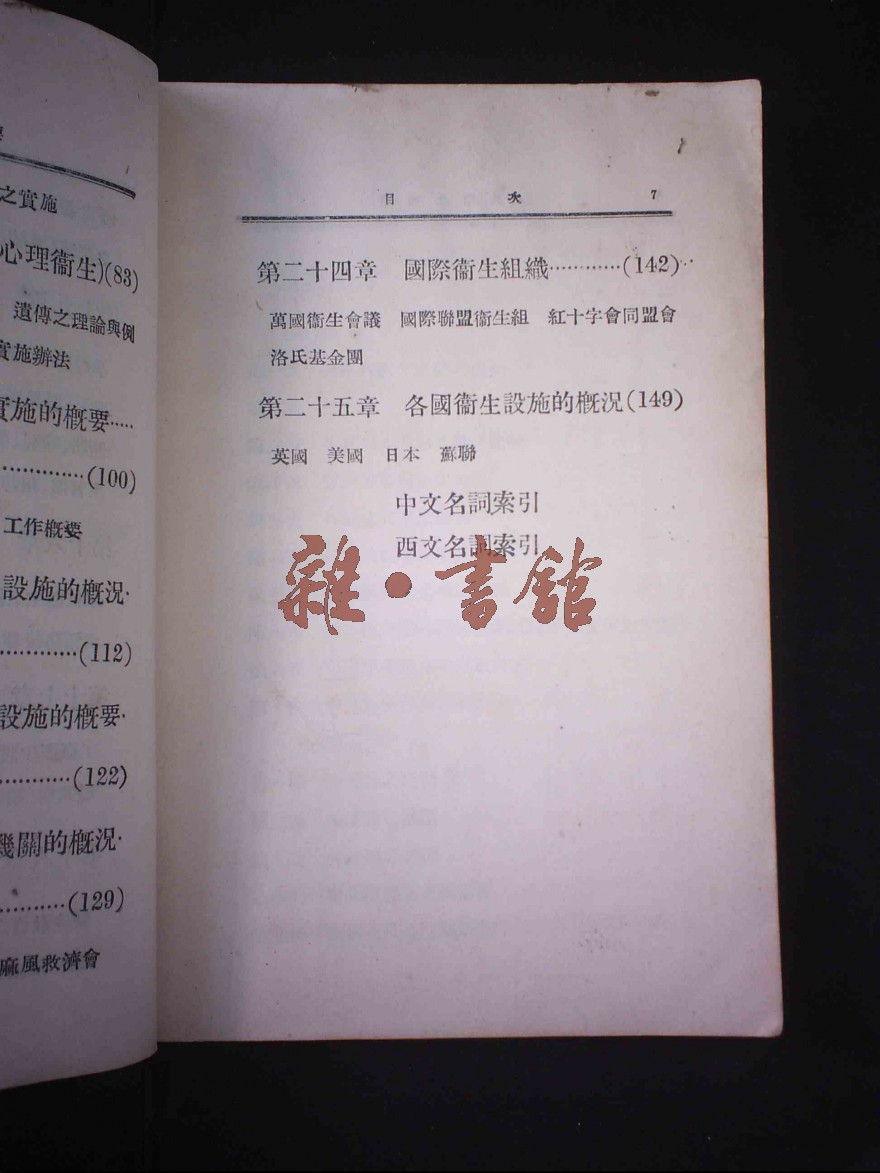 之實施
心理衞生)(83)
遺傳之理論與例
實施辦法
實施的概要·····
···············(100)
工作概要
設施的概況·
··············(112)
設施的概要·
············(122)
機關的概況·
···········(129)
麻風救濟會
目 次 7
第二十四章 國際衞生組織············(142)
萬國衞生會議 國際聯盟衞生組 紅十字會同盟會
洛氏基金團
第二十五章 各國衞生設施的概況(149)
英國 美國 日本 蘇聯
中文名詞索引
西文名詞索引
雜·書館